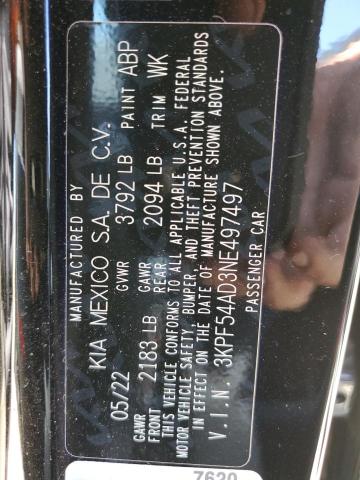 MANUFACTURED BY
KIA MEXICO S.A. DE C.V.
05/22 GVWR 3792 LB PAINT ABP
GAWR FRONT 2183 LB GAWR REAR 2094 LB TRIM WK
THIS VEHICLE CONFORMS TO ALL APPLICABLE U.S.A. FEDERAL
MOTOR VEHICLE SAFETY, BUMPER, AND THEFT PREVENTION STANDARDS
IN EFFECT ON THE DATE OF MANUFACTURE SHOWN ABOVE.
V.I.N. 3KPF54AD3NE497497
PASSENGER CAR
7620